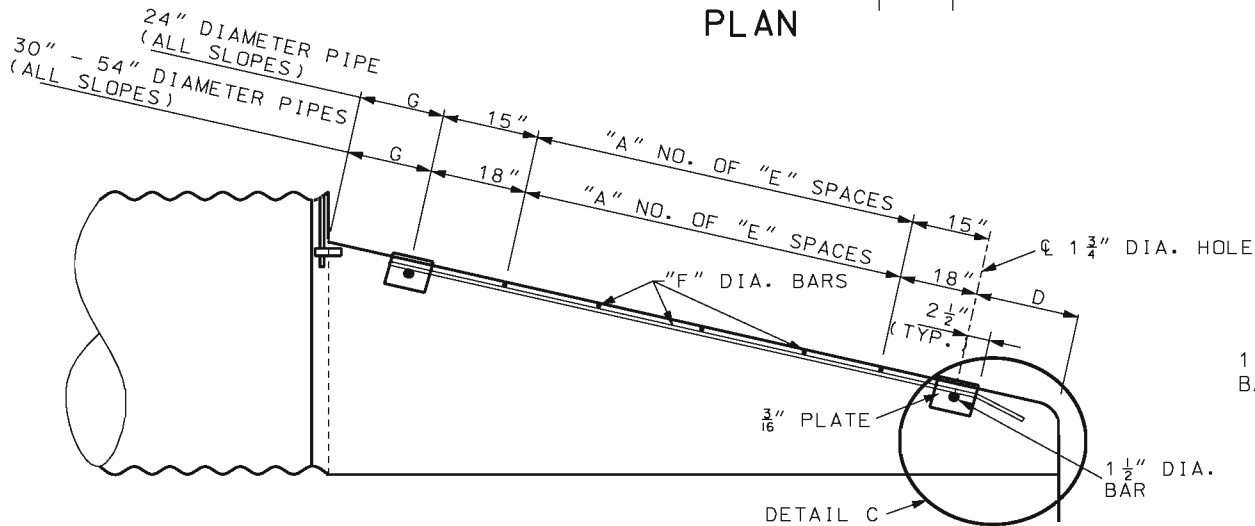 PLAN
24" DIAMETER PIPE
(ALL SLOPES)
30" - 54" DIAMETER PIPES
(ALL SLOPES)
G
15"
"A" NO. OF "E" SPACES
15"
G
18"
"A" NO. OF "E" SPACES
18"
D
℄ 1 3/4" DIA. HOLE
"F" DIA. BARS
2 1/2"
(TYP.)
3/16" PLATE
1 1/2" DIA.
BAR
DETAIL C
1